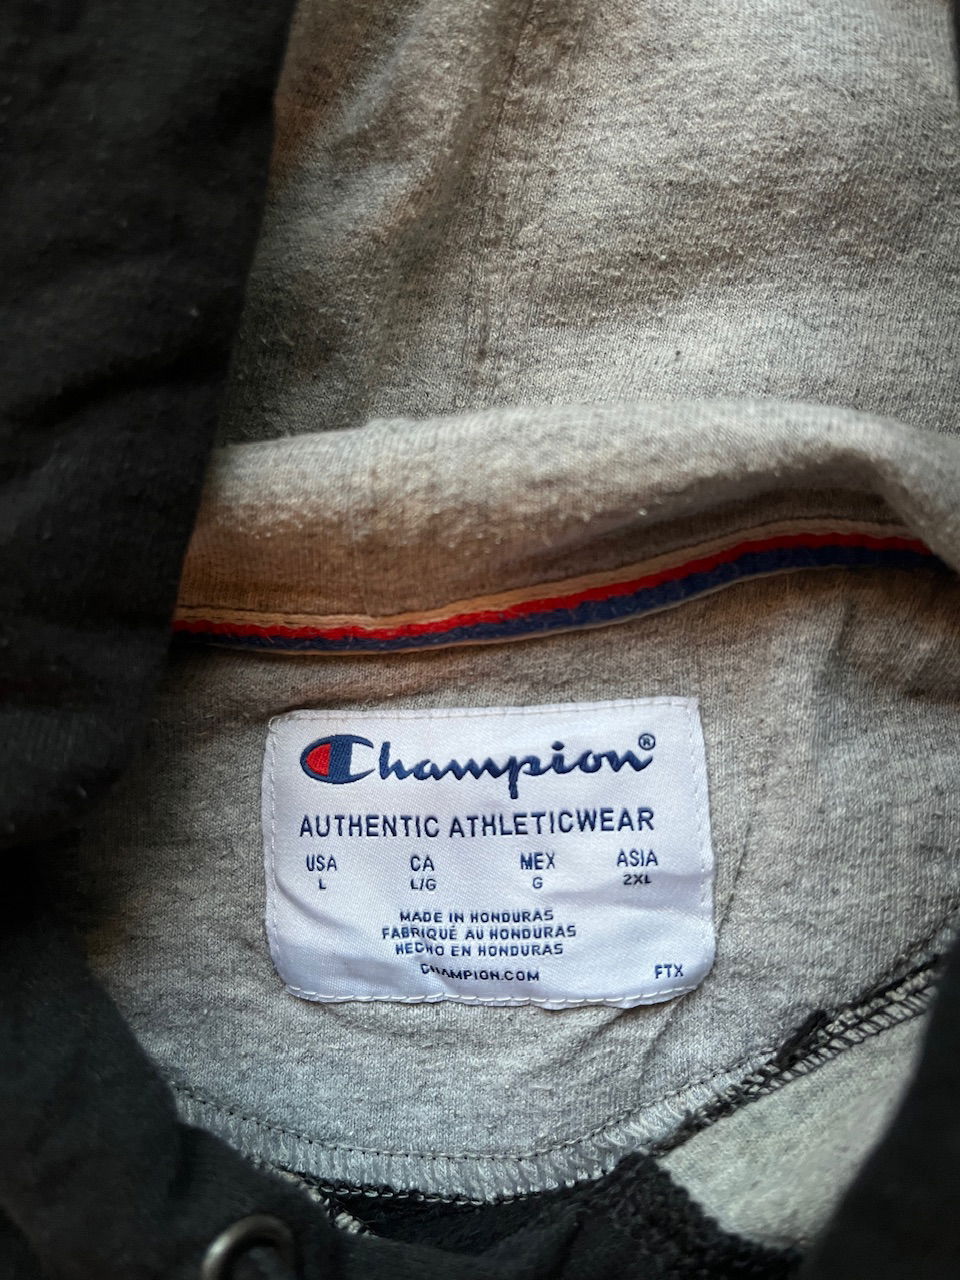 Champion®
AUTHENTIC ATHLETICWEAR
USA CA MEX ASIA
L L/G G 2XL
MADE IN HONDURAS
FABRIQUÉ AU HONDURAS
HECHO EN HONDURAS
CHAMPION.COM FTX